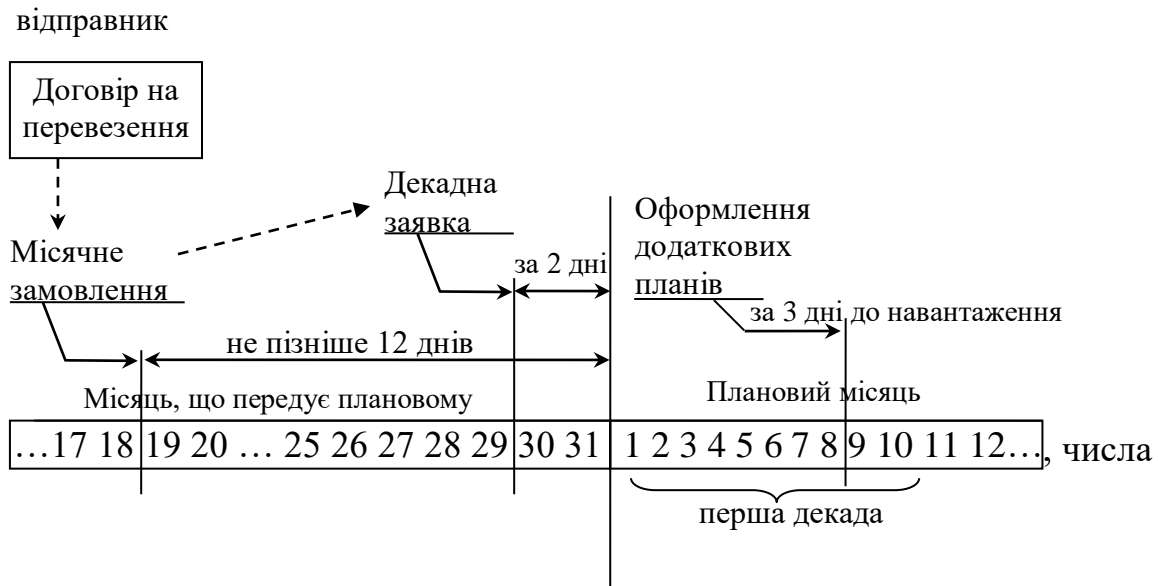 відправник
Договір на
перевезення
Місячне
замовлення
Декадна
заявка
за 2 дні
Оформлення
додаткових
планів
за 3 дні до навантаження
не пізніше 12 днів
Місяць, що передує плановому
Плановий місяць
…17 18 19 20 … 25 26 27 28 29 30 31 1 2 3 4 5 6 7 8 9 10 11 12…, числа
перша декада